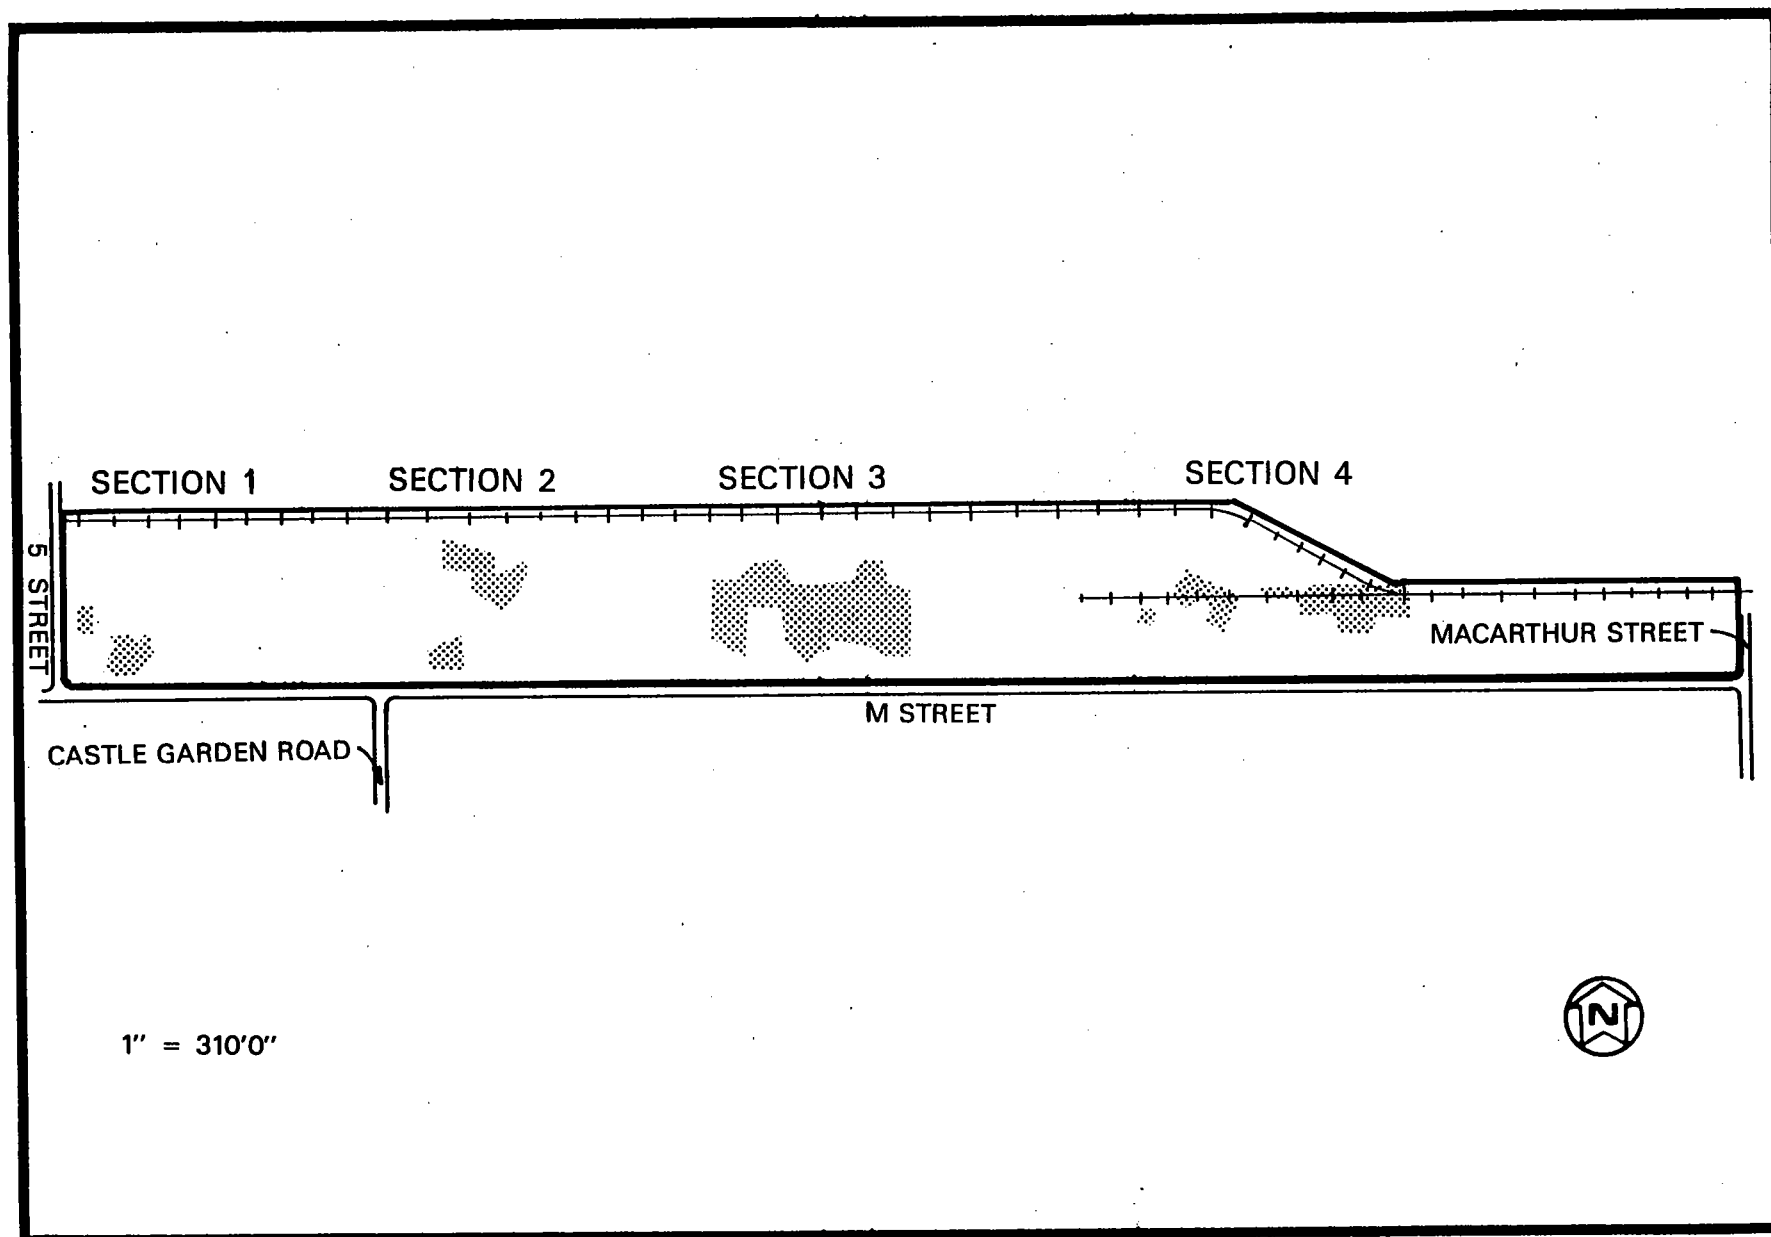 SECTION 1
SECTION 2
SECTION 3
SECTION 4
5 STREET
MACARTHUR STREET
M STREET
CASTLE GARDEN ROAD
1" = 310'0"
N